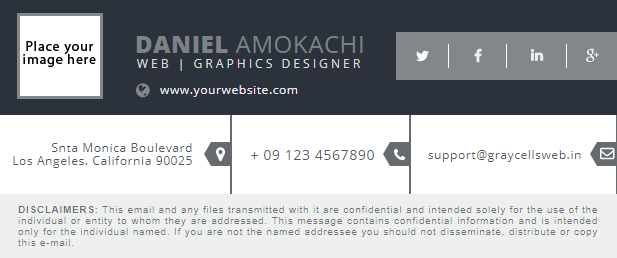 Place your
image here
DANIEL AMOKACHI
WEB | GRAPHICS DESIGNER
www.yourwebsite.com
Snta Monica Boulevard
Los Angeles. California 90025
+ 09 123 4567890
support@graycellsweb.in
DISCLAIMERS: This email and any files transmitted with it are confidential and intended solely for the use of the
individual or entity to whom they are addressed. This message contains confidential information and is intended
only for the individual named. If you are not the named addressee you should not disseminate, distribute or copy
this e-mail.